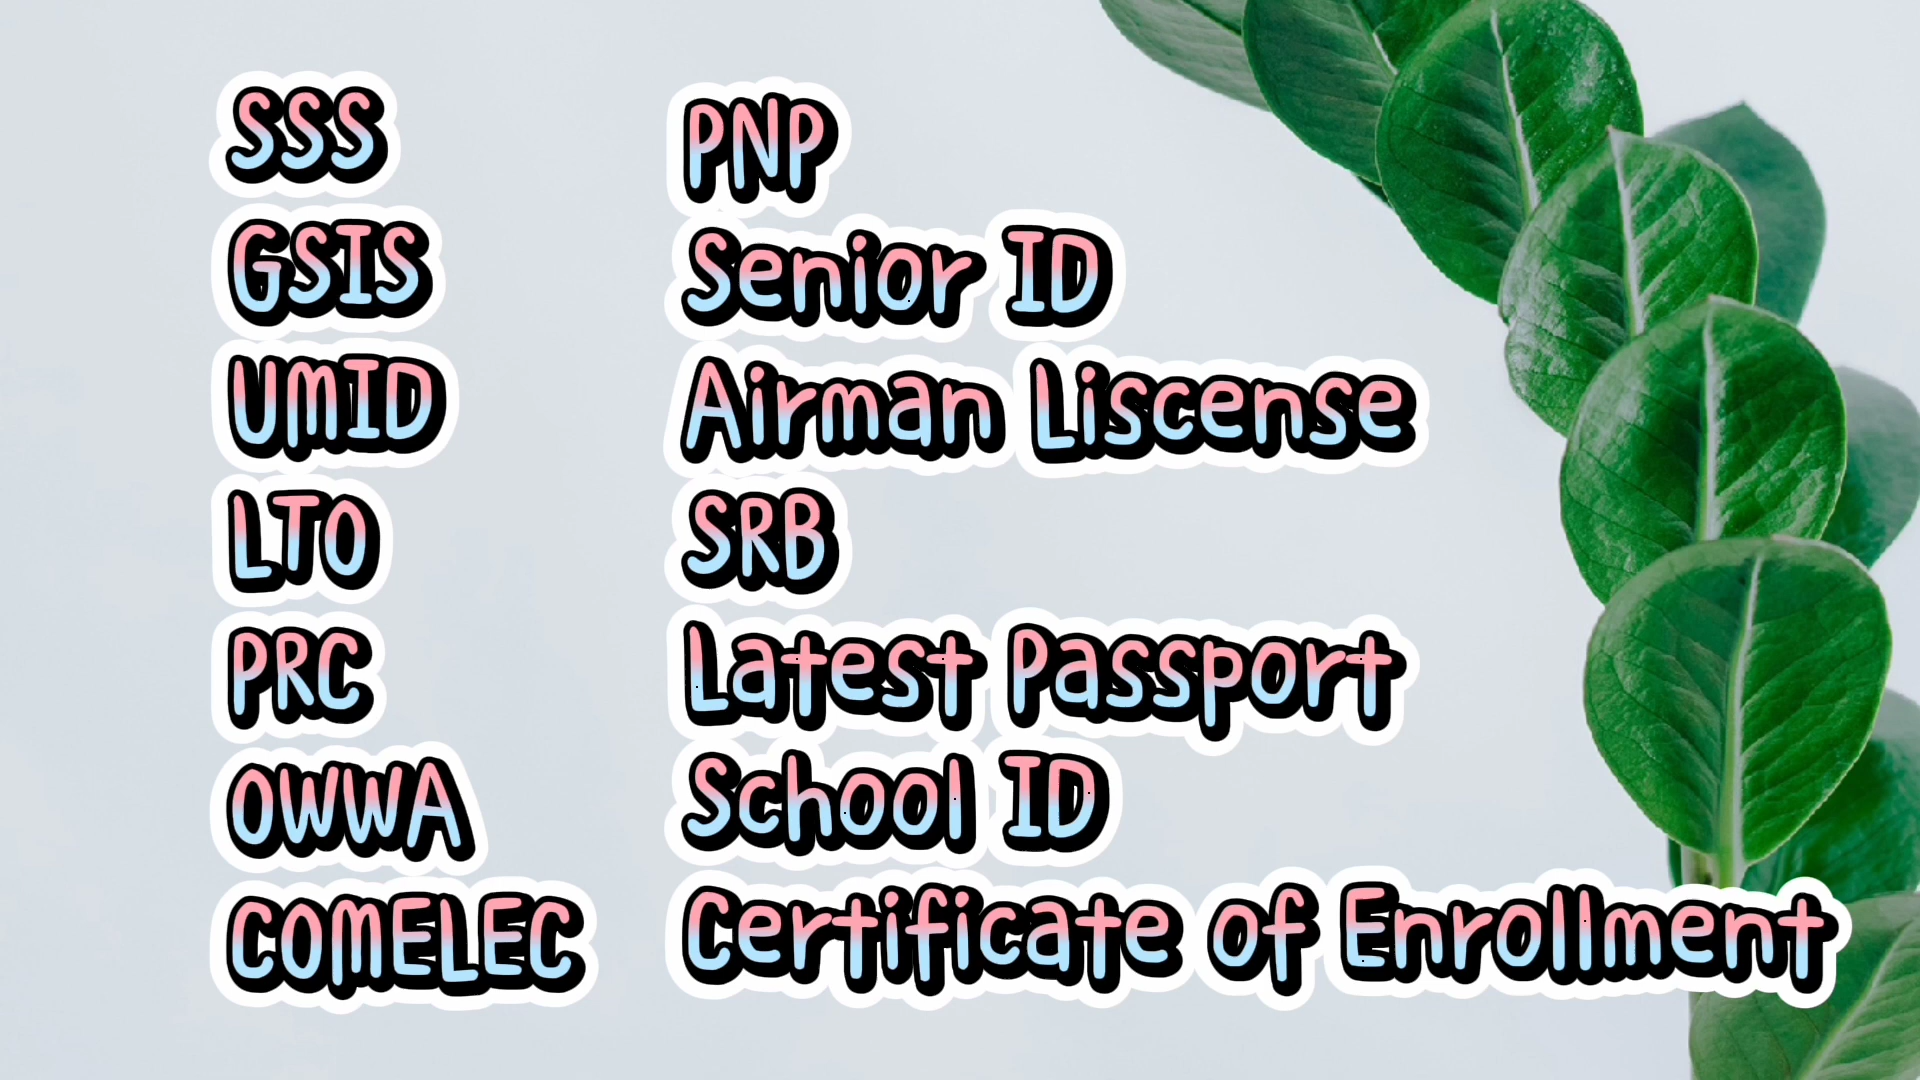 SSS
GSIS
UMID
LTO
PRC
OWWA
COMELEC
PNP
Senior ID
Airman Liscense
SRB
Latest Passport
School ID
Certificate of Enrollment